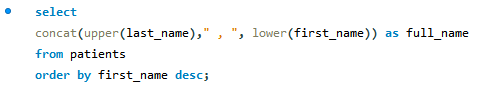 select
concat(upper(last_name)," , ", lower(first_name)) as full_name
from patients
order by first_name desc;